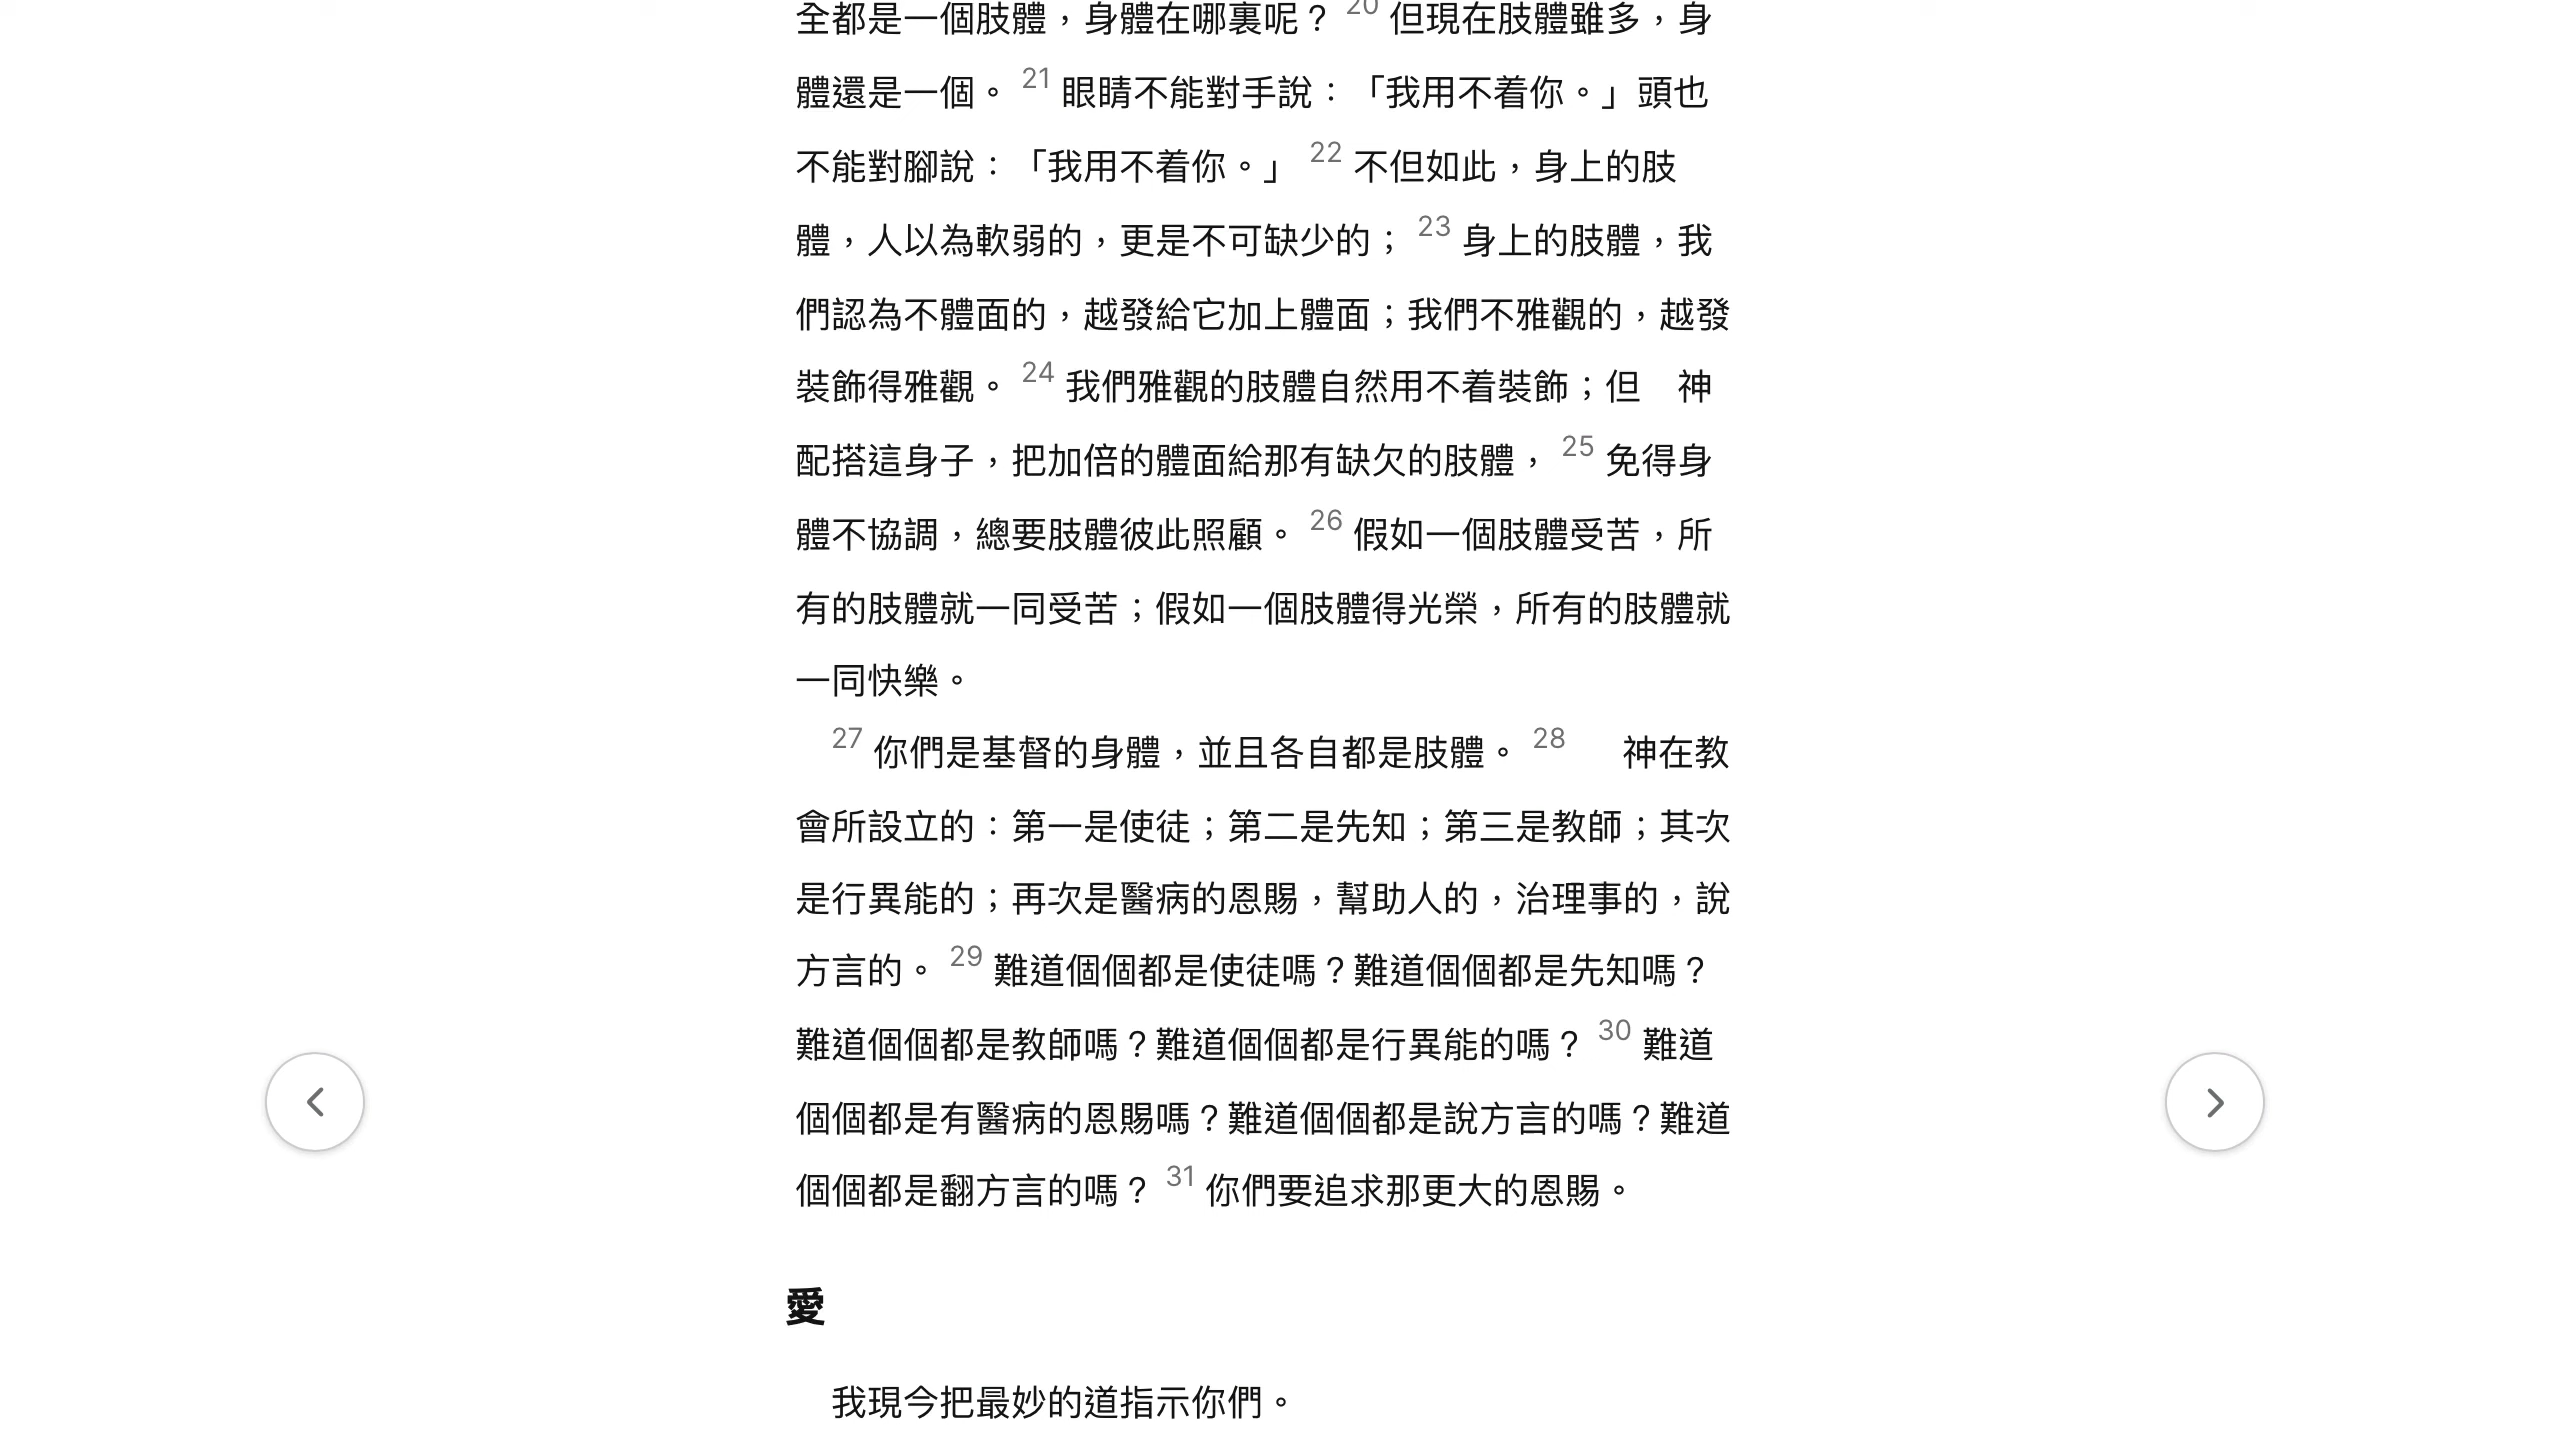 全都是一個肢體，身體在哪裏呢？ 20 但現在肢體雖多，身
體還是一個。 21 眼睛不能對手說：「我用不着你。」頭也
不能對腳說：「我用不着你。」 22 不但如此，身上的肢
體，人以為軟弱的，更是不可缺少的； 23 身上的肢體，我
們認為不體面的，越發給它加上體面；我們不雅觀的，越發
裝飾得雅觀。 24 我們雅觀的肢體自然用不着裝飾；但　神
配搭這身子，把加倍的體面給那有缺欠的肢體， 25 免得身
體不協調，總要肢體彼此照顧。 26 假如一個肢體受苦，所
有的肢體就一同受苦；假如一個肢體得光榮，所有的肢體就
一同快樂。
27 你們是基督的身體，並且各自都是肢體。 28 　神在教
會所設立的：第一是使徒；第二是先知；第三是教師；其次
是行異能的；再次是醫病的恩賜，幫助人的，治理事的，說
方言的。 29 難道個個都是使徒嗎？難道個個都是先知嗎？
難道個個都是教師嗎？難道個個都是行異能的嗎？ 30 難道
個個都是有醫病的恩賜嗎？難道個個都是說方言的嗎？難道
個個都是翻方言的嗎？ 31 你們要追求那更大的恩賜。
愛
我現今把最妙的道指示你們。